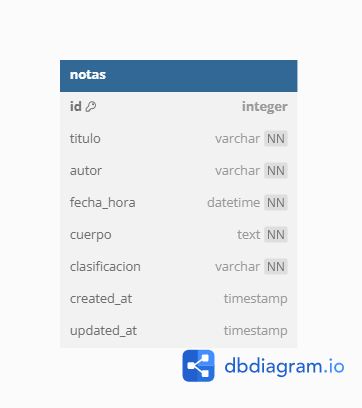 notas
id integer
titulo varchar NN
autor varchar NN
fecha_hora datetime NN
cuerpo text NN
clasificacion varchar NN
created_at timestamp
updated_at timestamp
dbdiagram.io